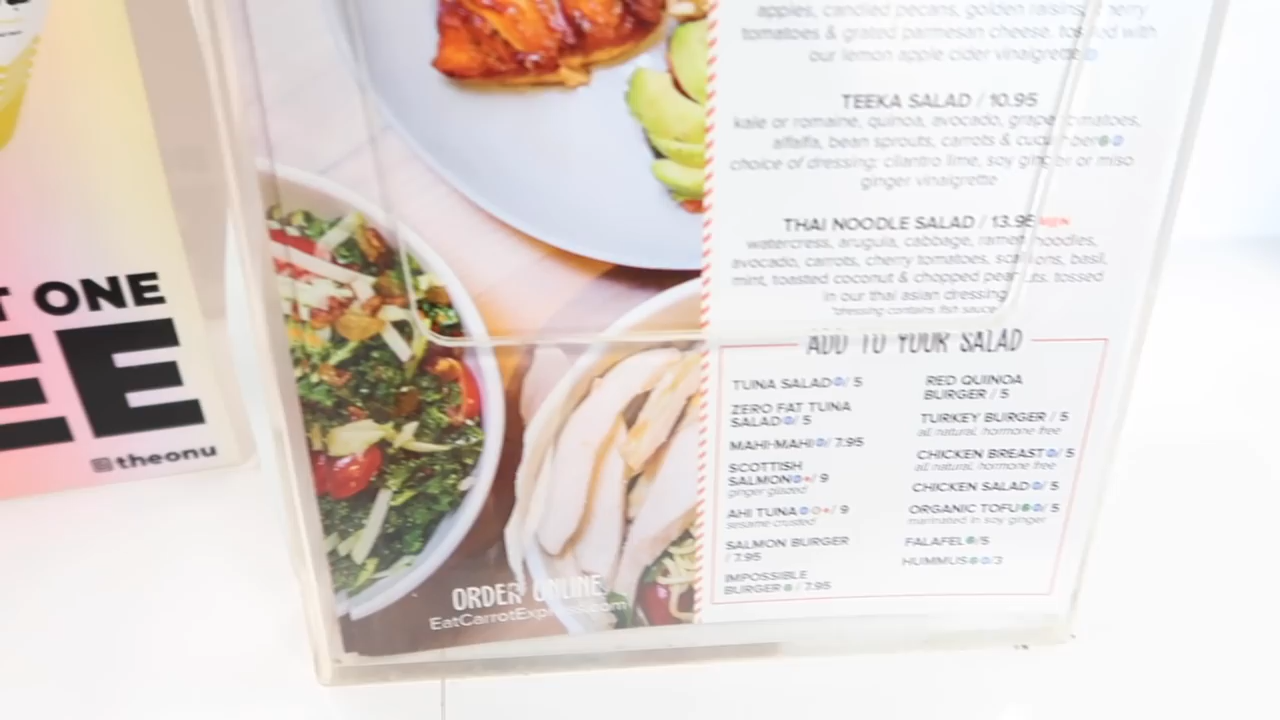 T ONE
EE
theonu
apples, candied pecans, golden raisins,
tomatoes & grated parmesan cheese, with
our lemon apple cider vinaigrette
TEEKA SALAD / 10.95
kale or romaine, quinoa, avocado, grape
alfalfa, bean sprouts, carrots &
choice of dressing: cilantro lime, soy ginger or miso
ginger vinaigrette
THAI NOODLE SALAD / 13.95
watercress, arugula, cabbage, ramen noodles,
avocado, carrots, cherry tomatoes, basil,
mint, toasted coconut & chopped tossed
in our thai asian dressing
*dressing contains fish sauce
ADD TO YOUR SALAD
TUNA SALAD / 5
ZERO FAT TUNA
SALAD / 5
MAHI-MAHI / 7.95
SCOTTISH
SALMON / 9
ginger glazed
AHI TUNA / 9
sesame crusted
SALMON BURGER
/ 7.95
IMPOSSIBLE
BURGER / 7.95
RED QUINOA
BURGER / 5
TURKEY BURGER / 5
all natural, hormone free
CHICKEN BREAST / 5
all natural, hormone free
CHICKEN SALAD / 5
ORGANIC TOFU / 5
marinated in soy ginger
FALAFEL /5
HUMMUS /3
ORDER ONLINE
.com